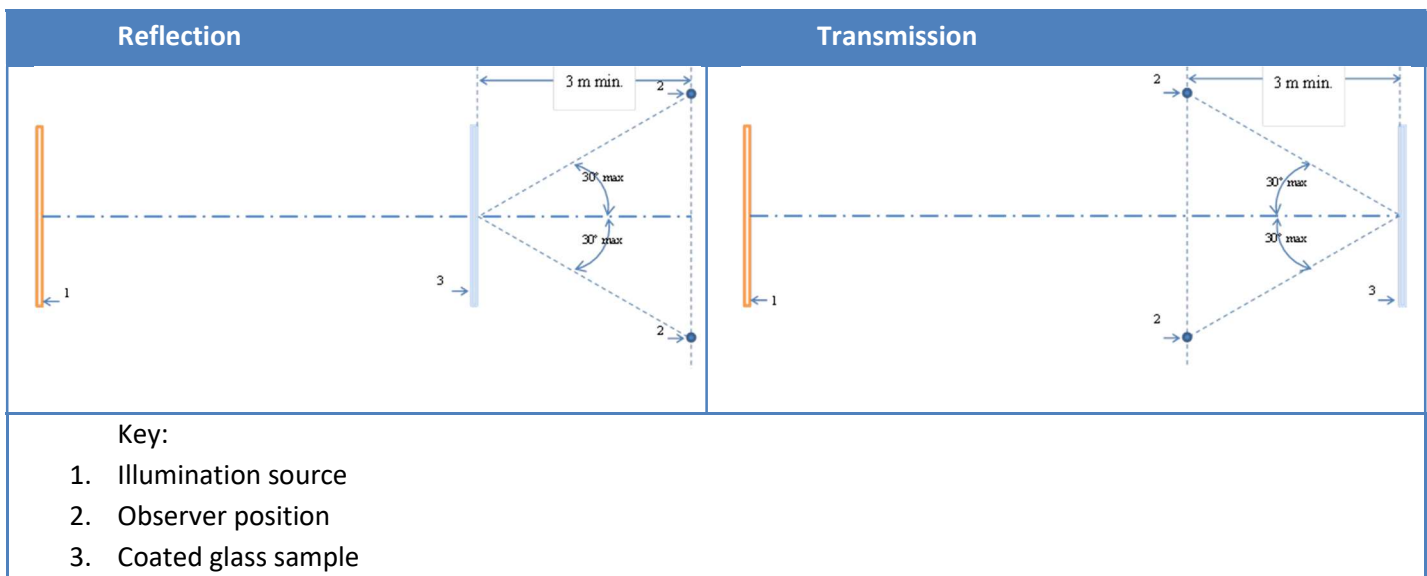 Reflection
Transmission
3 m min.
2
30° max
30° max
3
1
2
2
3 m min.
30° max
30° max
3
1
2
Key:
1. Illumination source
2. Observer position
3. Coated glass sample